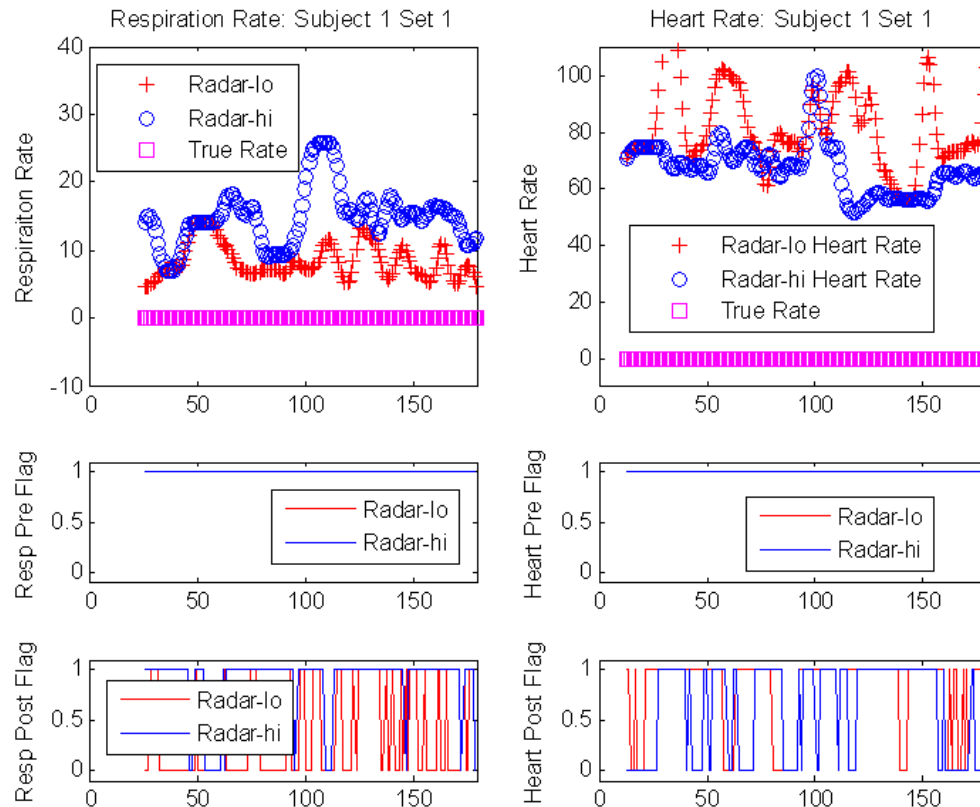 Respiration Rate: Subject 1 Set 1
40
30
20
10
0
-10
Respiraiton Rate
Radar-lo
Radar-hi
True Rate
0
50
100
150
Heart Rate: Subject 1 Set 1
100
80
60
40
20
0
Heart Rate
Radar-lo Heart Rate
Radar-hi Heart Rate
True Rate
0
50
100
150
Resp Pre Flag
1
0.5
0
Radar-lo
Radar-hi
0
50
100
150
Heart Pre Flag
1
0.5
0
Radar-lo
Radar-hi
0
50
100
150
Resp Post Flag
1
0.5
0
Radar-lo
Radar-hi
0
50
100
150
Heart Post Flag
1
0.5
0
Radar-lo
Radar-hi
0
50
100
150